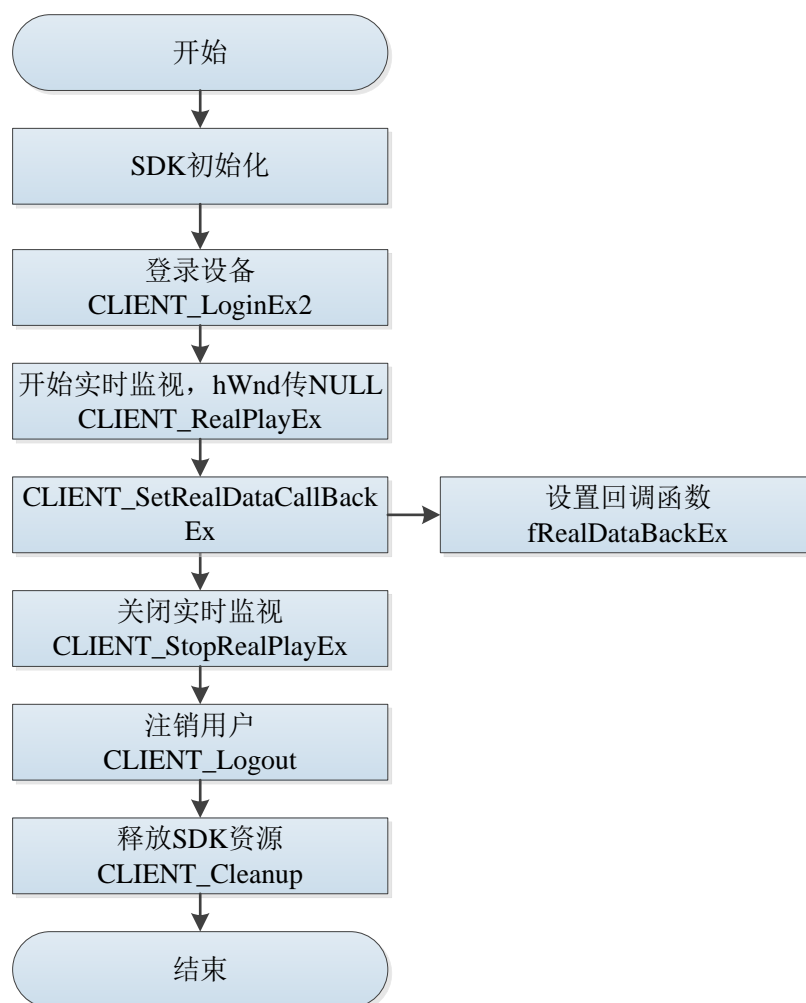 开始
SDK初始化
登录设备
CLIENT_LoginEx2
开始实时监视，hWnd传NULL
CLIENT_RealPlayEx
CLIENT_SetRealDataCallBack
Ex
设置回调函数
fRealDataBackEx
关闭实时监视
CLIENT_StopRealPlayEx
注销用户
CLIENT_Logout
释放SDK资源
CLIENT_Cleanup
结束